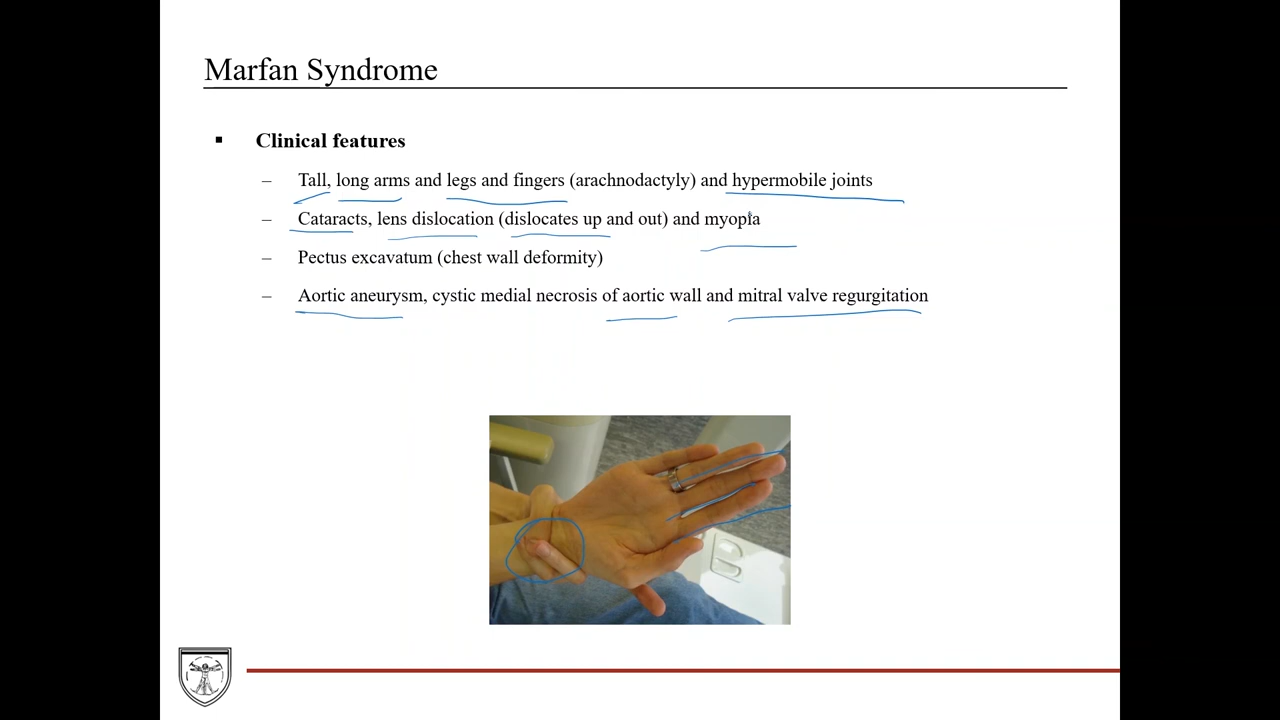 Marfan Syndrome
▪ Clinical features
– Tall, long arms and legs and fingers (arachnodactyly) and hypermobile joints
– Cataracts, lens dislocation (dislocates up and out) and myopia
– Pectus excavatum (chest wall deformity)
– Aortic aneurysm, cystic medial necrosis of aortic wall and mitral valve regurgitation